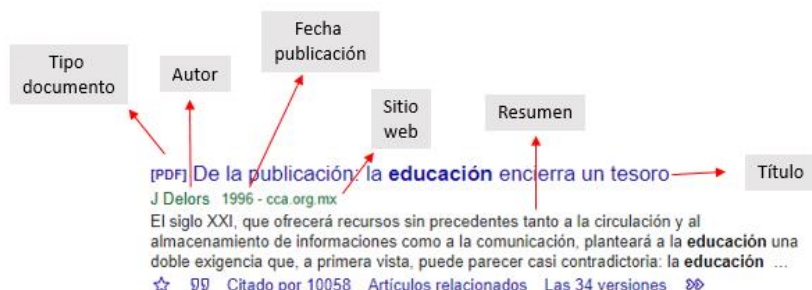 Fecha
publicación
Tipo
documento
Autor
Sitio
web
Resumen
[PDF] De la publicación: la educación encierra un tesoro
Título
J Delors 1996 - cca.org.mx
El siglo XXI, que ofrecerá recursos sin precedentes tanto a la circulación y al
almacenamiento de informaciones como a la comunicación, planteará a la educación una
doble exigencia que, a primera vista, puede parecer casi contradictoria: la educación ...
Citado por 10058 Artículos relacionados Las 34 versiones